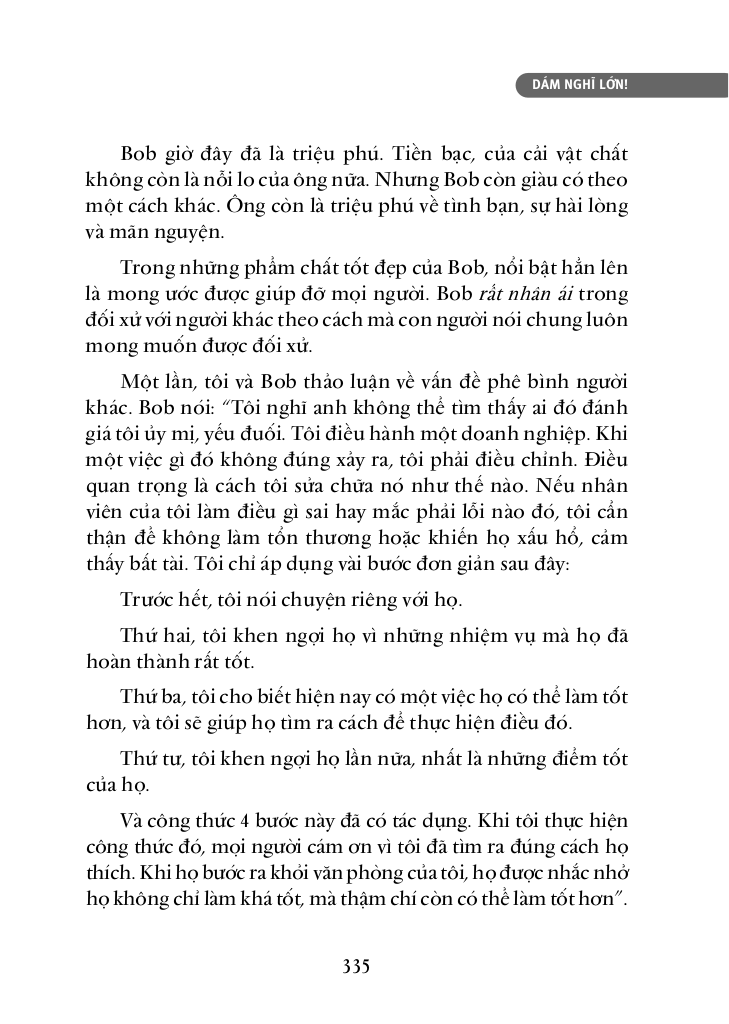 DÁM NGHĨ LỚN!
Bob giờ đây đã là triệu phú. Tiền bạc, của cải vật chất
không còn là nỗi lo của ông nữa. Nhưng Bob còn giàu có theo
một cách khác. Ông còn là triệu phú về tình bạn, sự hài lòng
và mãn nguyện.
Trong những phẩm chất tốt đẹp của Bob, nổi bật hẳn lên
là mong ước được giúp đỡ mọi người. Bob rất nhân ái trong
đối xử với người khác theo cách mà con người nói chung luôn
mong muốn được đối xử.
Một lần, tôi và Bob thảo luận về vấn đề phê bình người
khác. Bob nói: “Tôi nghĩ anh không thể tìm thấy ai đó đánh
giá tôi ủy mị, yếu đuối. Tôi điều hành một doanh nghiệp. Khi
một việc gì đó không đúng xảy ra, tôi phải điều chỉnh. Điều
quan trọng là cách tôi sửa chữa nó như thế nào. Nếu nhân
viên của tôi làm điều gì sai hay mắc phải lỗi nào đó, tôi cẩn
thận để không làm tổn thương hoặc khiến họ xấu hổ, cảm
thấy bất tài. Tôi chỉ áp dụng vài bước đơn giản sau đây:
Trước hết, tôi nói chuyện riêng với họ.
Thứ hai, tôi khen ngợi họ vì những nhiệm vụ mà họ đã
hoàn thành rất tốt.
Thứ ba, tôi cho biết hiện nay có một việc họ có thể làm tốt
hơn, và tôi sẽ giúp họ tìm ra cách để thực hiện điều đó.
Thứ tư, tôi khen ngợi họ lần nữa, nhất là những điểm tốt
của họ.
Và công thức 4 bước này đã có tác dụng. Khi tôi thực hiện
công thức đó, mọi người cám ơn vì tôi đã tìm ra đúng cách họ
thích. Khi họ bước ra khỏi văn phòng của tôi, họ được nhắc nhở
họ không chỉ làm khá tốt, mà thậm chí còn có thể làm tốt hơn”.
335